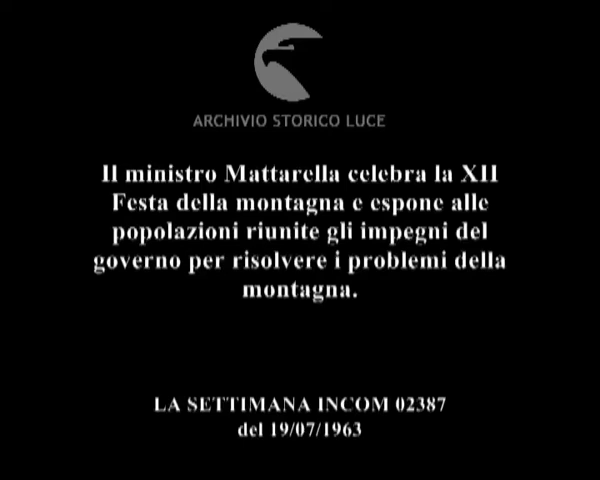 ARCHIVIO STORICO LUCE
Il ministro Mattarella celebra la XII
Festa della montagna e espone alle
popolazioni riunite gli impegni del
governo per risolvere i problemi della
montagna.
LA SETTIMANA INCOM 02387
del 19/07/1963